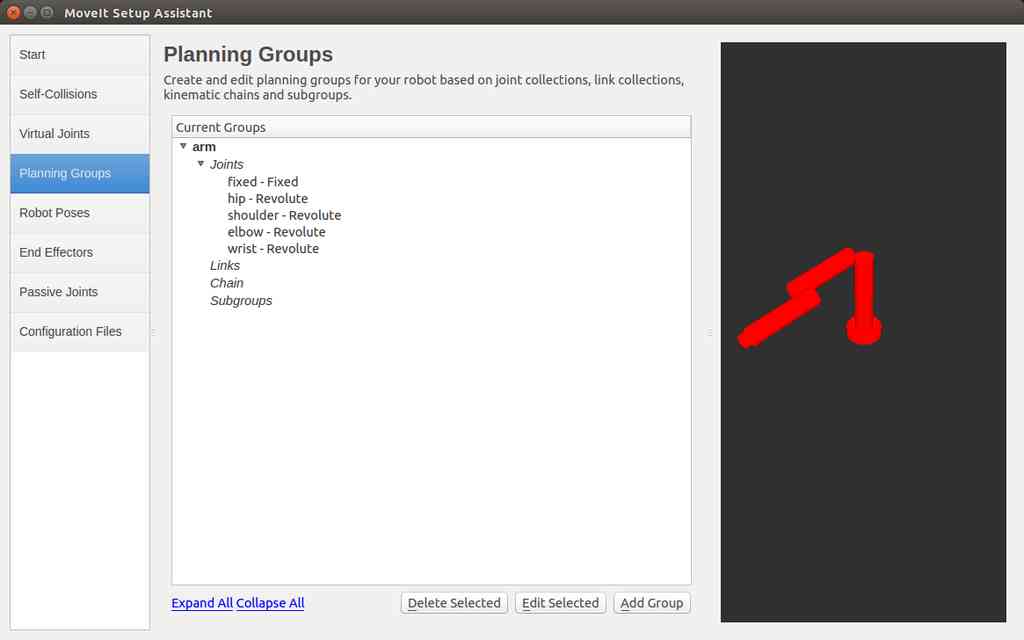 MoveIt Setup Assistant
Start
Self-Collisions
Virtual Joints
Planning Groups
Robot Poses
End Effectors
Passive Joints
Configuration Files
Planning Groups
Create and edit planning groups for your robot based on joint collections, link collections,
kinematic chains and subgroups.
Current Groups
arm
Joints
fixed - Fixed
hip - Revolute
shoulder - Revolute
elbow - Revolute
wrist - Revolute
Links
Chain
Subgroups
Expand All Collapse All
Delete Selected
Edit Selected
Add Group